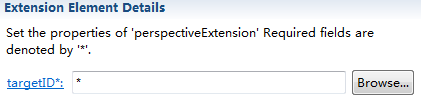 Extension Element Details
Set the properties of 'perspectiveExtension' Required fields are
denoted by '*'.
targetID*: * Browse...